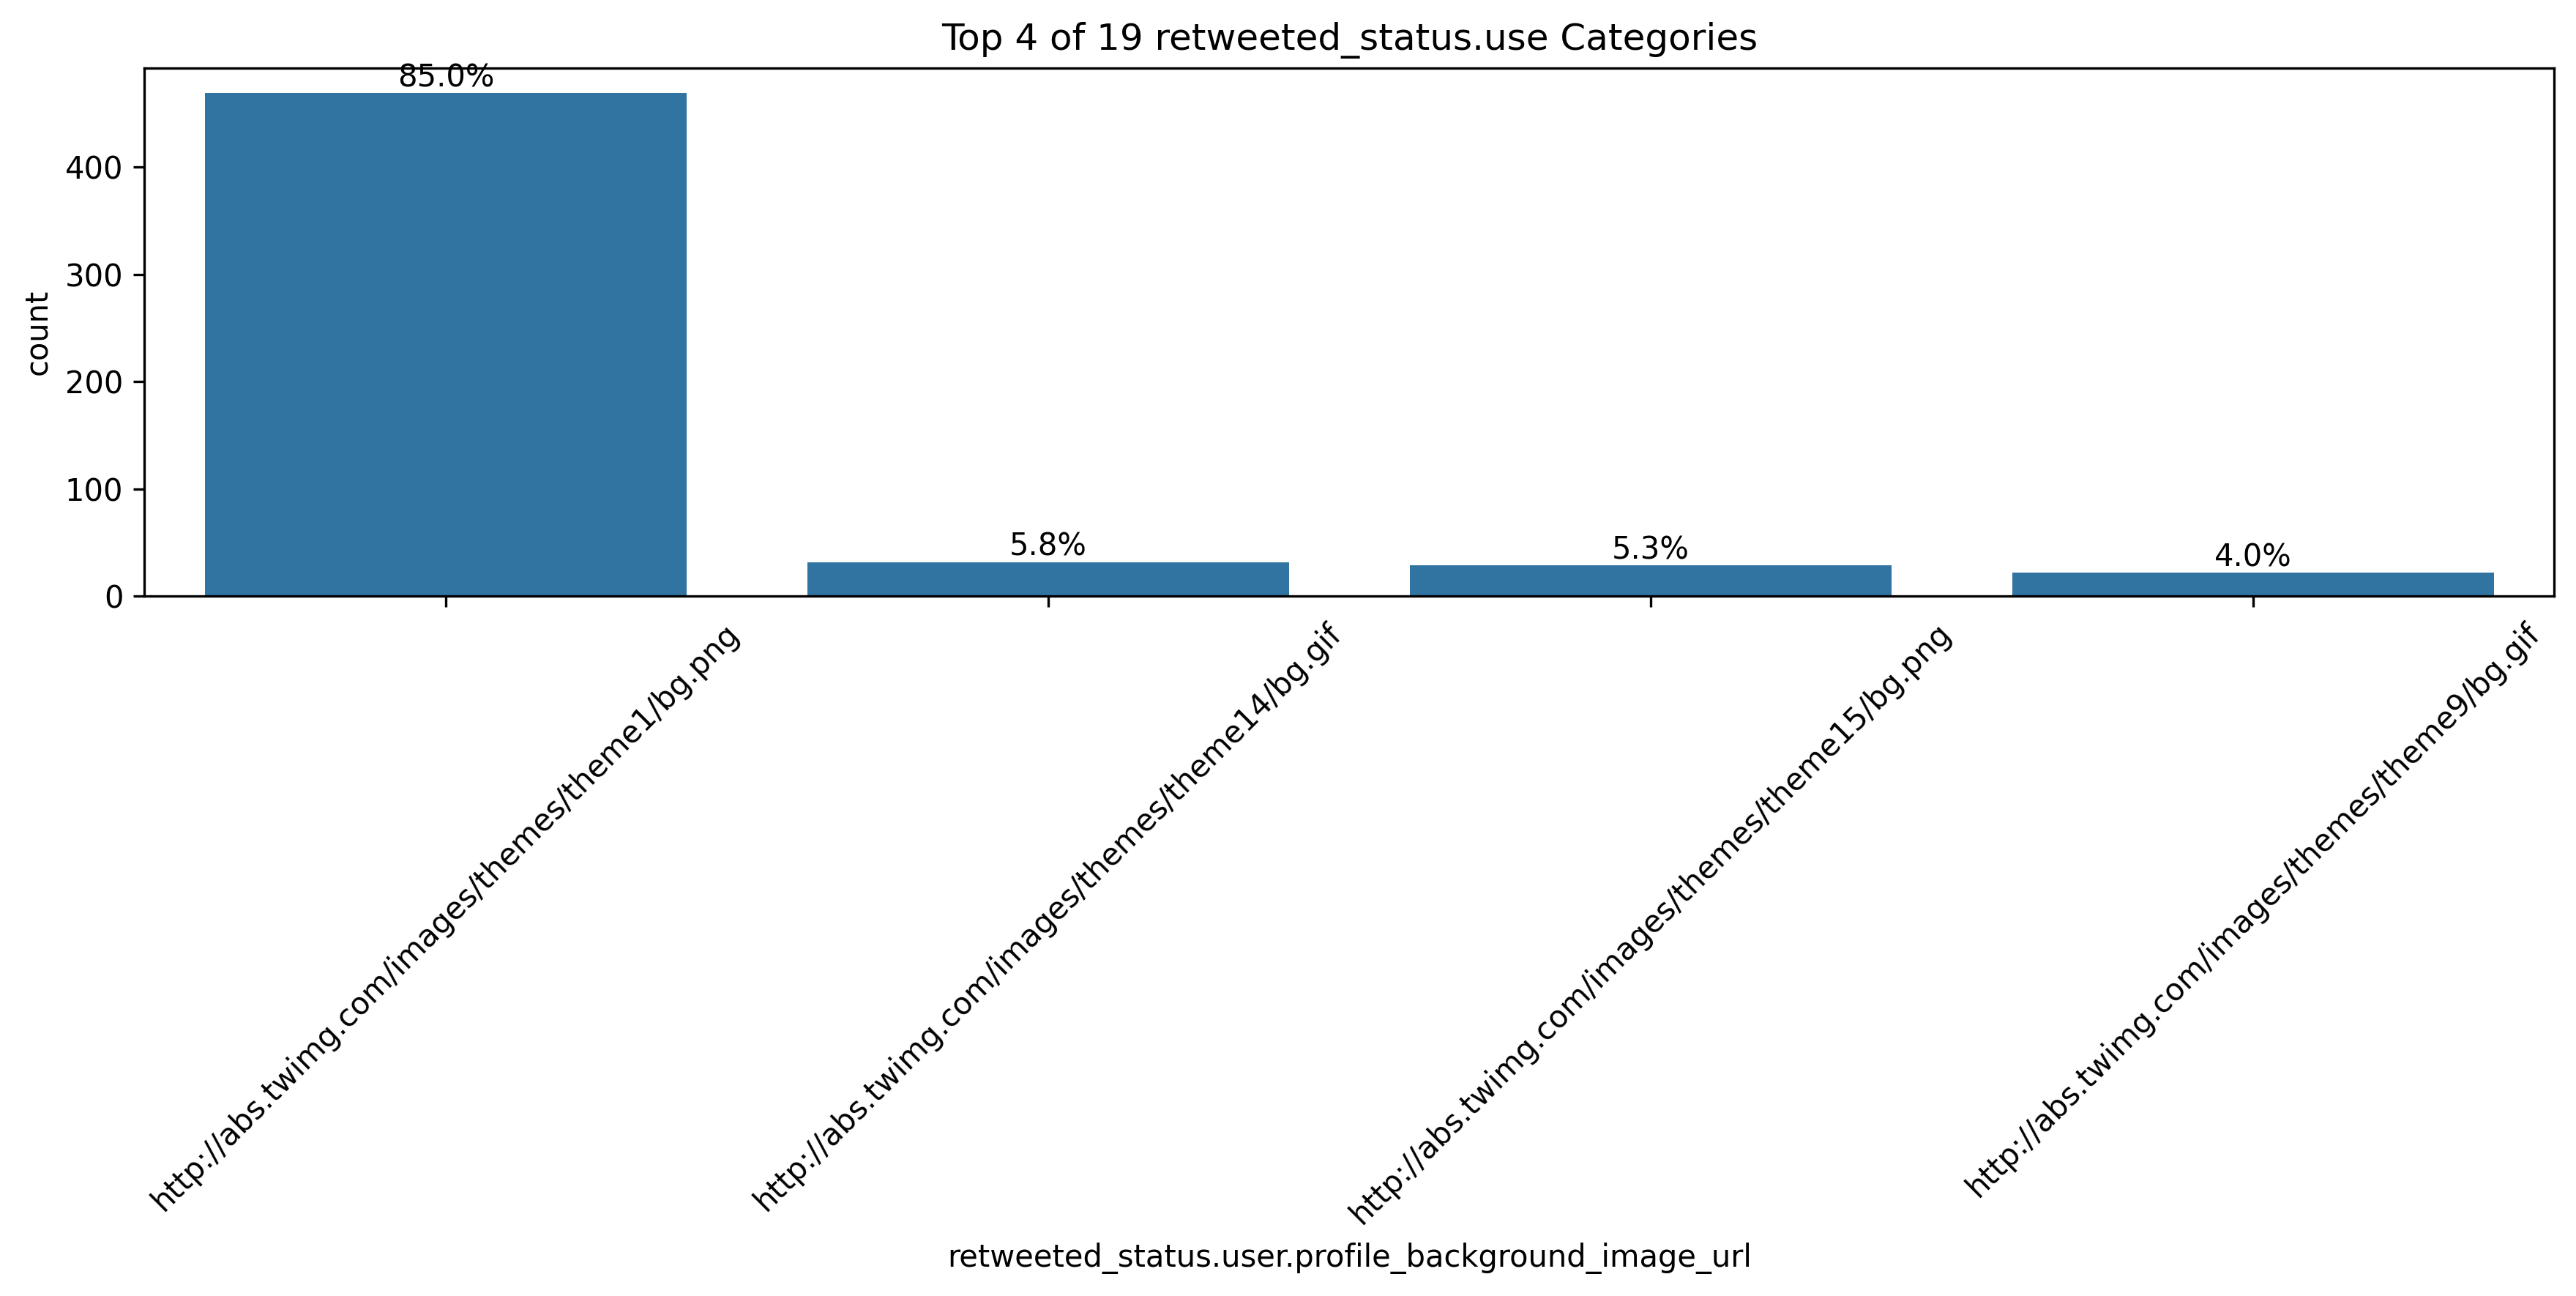 Top 4 of 19 retweeted_status.use Categories
85.0%
400
300
200
100
0
count
5.8%
5.3%
4.0%
http://abs.twimg.com/images/themes/theme1/bg.png
http://abs.twimg.com/images/themes/theme14/bg.gif
http://abs.twimg.com/images/themes/theme15/bg.png
http://abs.twimg.com/images/themes/theme9/bg.gif
retweeted_status.user.profile_background_image_url